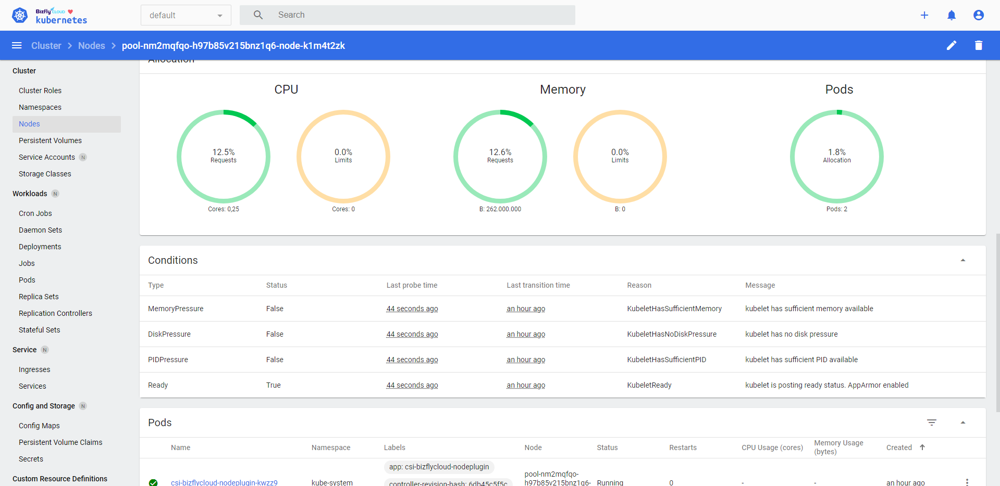 Bizfly CLOUD
kubernetes
default
Search
Cluster
Nodes
pool-nm2mqfqo-h97b85v215bnz1q6-node-k1m4t2zk
Cluster
Cluster Roles
Namespaces
Nodes
Persistent Volumes
Service Accounts N
Storage Classes
Workloads N
Cron Jobs
Daemon Sets
Deployments
Jobs
Pods
Replica Sets
Replication Controllers
Stateful Sets
Service N
Ingresses
Services
Config and Storage N
Config Maps
Persistent Volume Claims
Secrets
Custom Resource Definitions
Allocation
CPU
12.5%
Requests
Cores: 0,25
0.0%
Limits
Cores: 0
Memory
12.6%
Requests
B: 262.000.000
0.0%
Limits
B: 0
Pods
1.8%
Allocation
Pods: 2
Conditions
Type Status Last probe time Last transition time Reason Message
MemoryPressure False 44 seconds ago an hour ago KubeletHasSufficientMemory kubelet has sufficient memory available
DiskPressure False 44 seconds ago an hour ago KubeletHasNoDiskPressure kubelet has no disk pressure
PIDPressure False 44 seconds ago an hour ago KubeletHasSufficientPID kubelet has sufficient PID available
Ready True 44 seconds ago an hour ago KubeletReady kubelet is posting ready status. AppArmor enabled
Pods
Name Namespace Labels Node Status Restarts CPU Usage (cores) Memory Usage (bytes) Created
app: csi-bizflycloud-nodeplugin
pool-nm2mqfqo-
csi-bizflycloud-nodeplugin-kwzz9 kube-system controller-revision-hash: 6db45c5f5c h97b85v215bnz1q6- Running 0 - - an hour ago